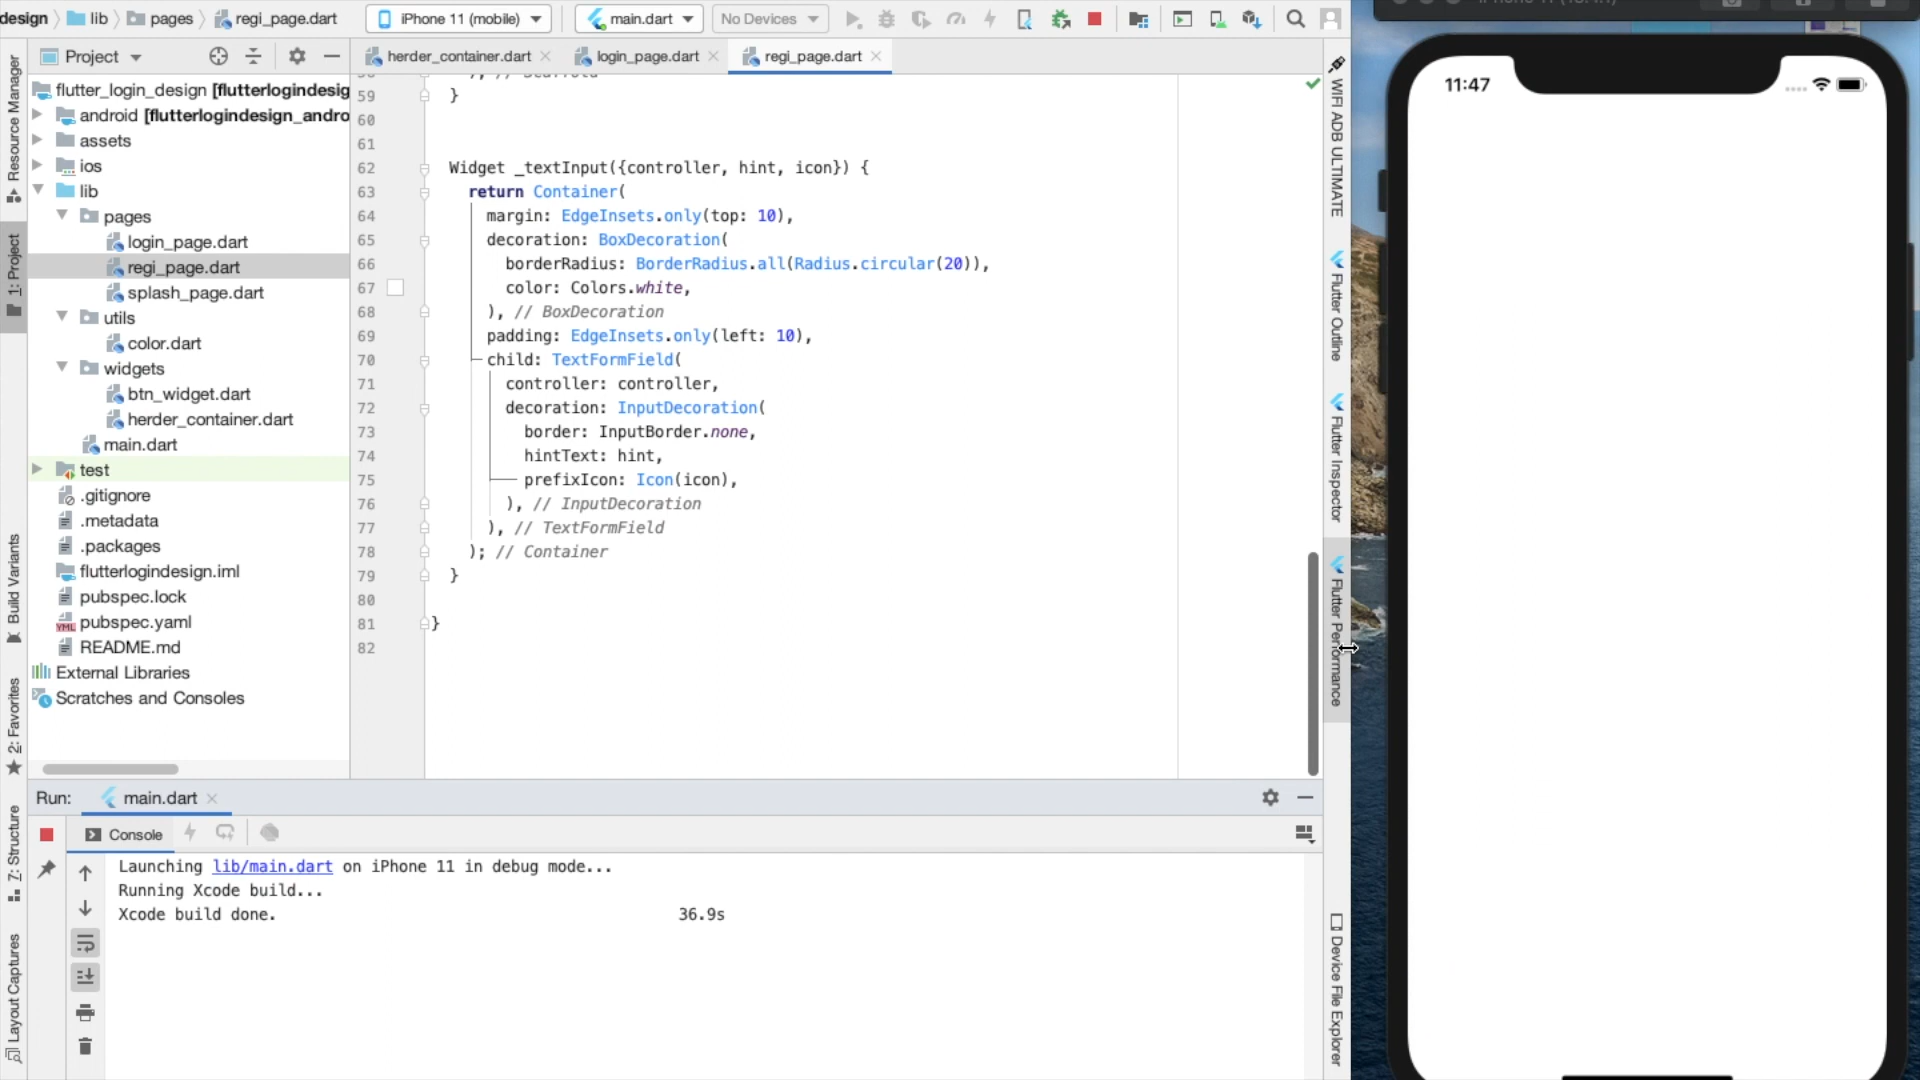 design
lib
pages
regi_page.dart
iPhone 11 (mobile)
main.dart
No Devices
Project
herder_container.dart
login_page.dart
regi_page.dart
11:47
Resource Manager
1: Project
Build Variants
2: Favorites
7: Structure
Layout Captures
flutter_login_design [flutterlogindesig
android [flutterlogindesign_andro
assets
ios
lib
pages
login_page.dart
regi_page.dart
splash_page.dart
utils
color.dart
widgets
btn_widget.dart
herder_container.dart
main.dart
test
.gitignore
.metadata
.packages
flutterlogindesign.iml
pubspec.lock
pubspec.yaml
README.md
External Libraries
Scratches and Consoles
59 }
60
61
62 Widget _textInput({controller, hint, icon}) {
63 return Container(
64 margin: EdgeInsets.only(top: 10),
65 decoration: BoxDecoration(
66 borderRadius: BorderRadius.all(Radius.circular(20)),
67 color: Colors.white,
68 ), // BoxDecoration
69 padding: EdgeInsets.only(left: 10),
70 child: TextFormField(
71 controller: controller,
72 decoration: InputDecoration(
73 border: InputBorder.none,
74 hintText: hint,
75 prefixIcon: Icon(icon),
76 ), // InputDecoration
77 ), // TextFormField
78 ); // Container
79 }
80
81 }
82
WIFI ADB ULTIMATE
Flutter Outline
Flutter Inspector
Flutter Performance
Device File Explorer
Run:
main.dart
Console
Launching lib/main.dart on iPhone 11 in debug mode...
Running Xcode build...
Xcode build done. 36.9s